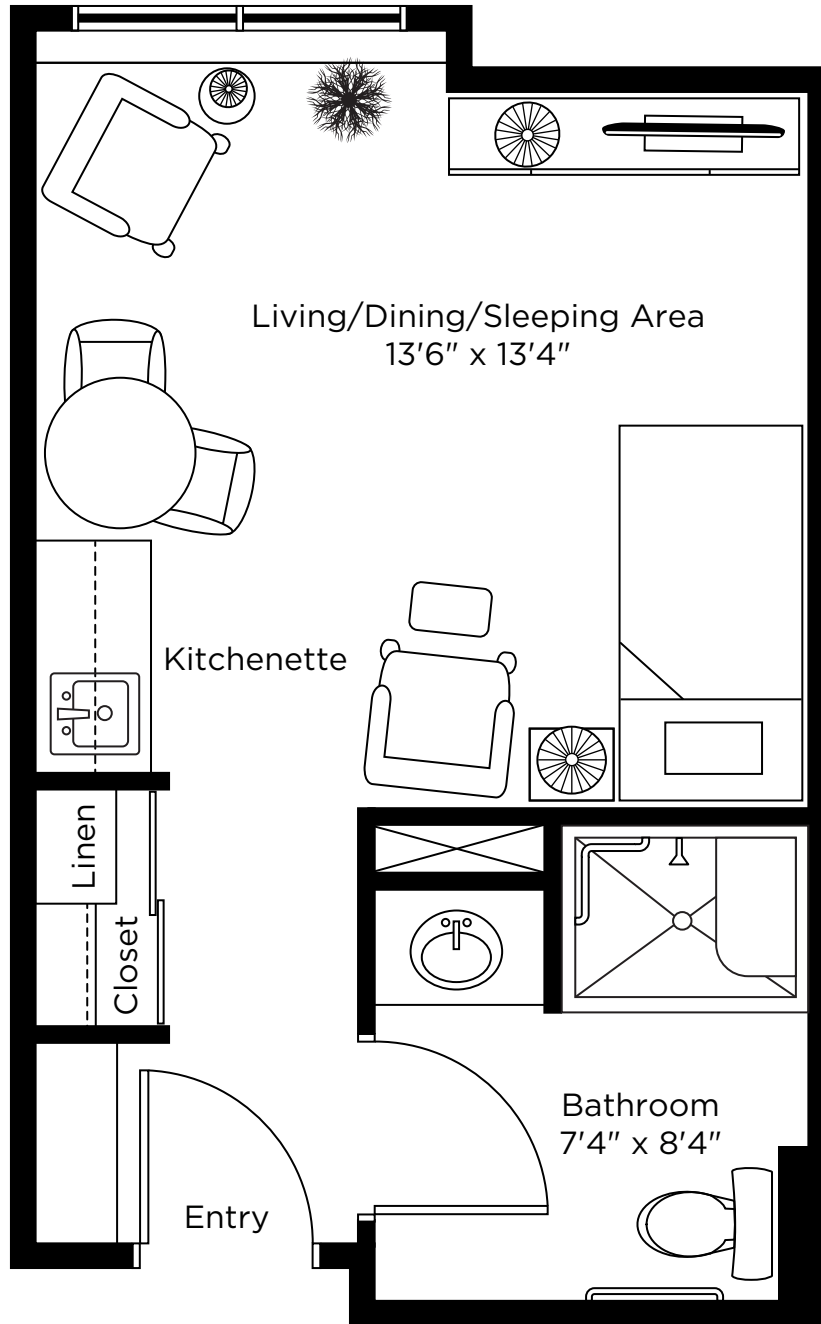 Living/Dining/Sleeping Area
13'6" x 13'4"
Kitchenette
Linen
Closet
Bathroom
7'4" x 8'4"
Entry